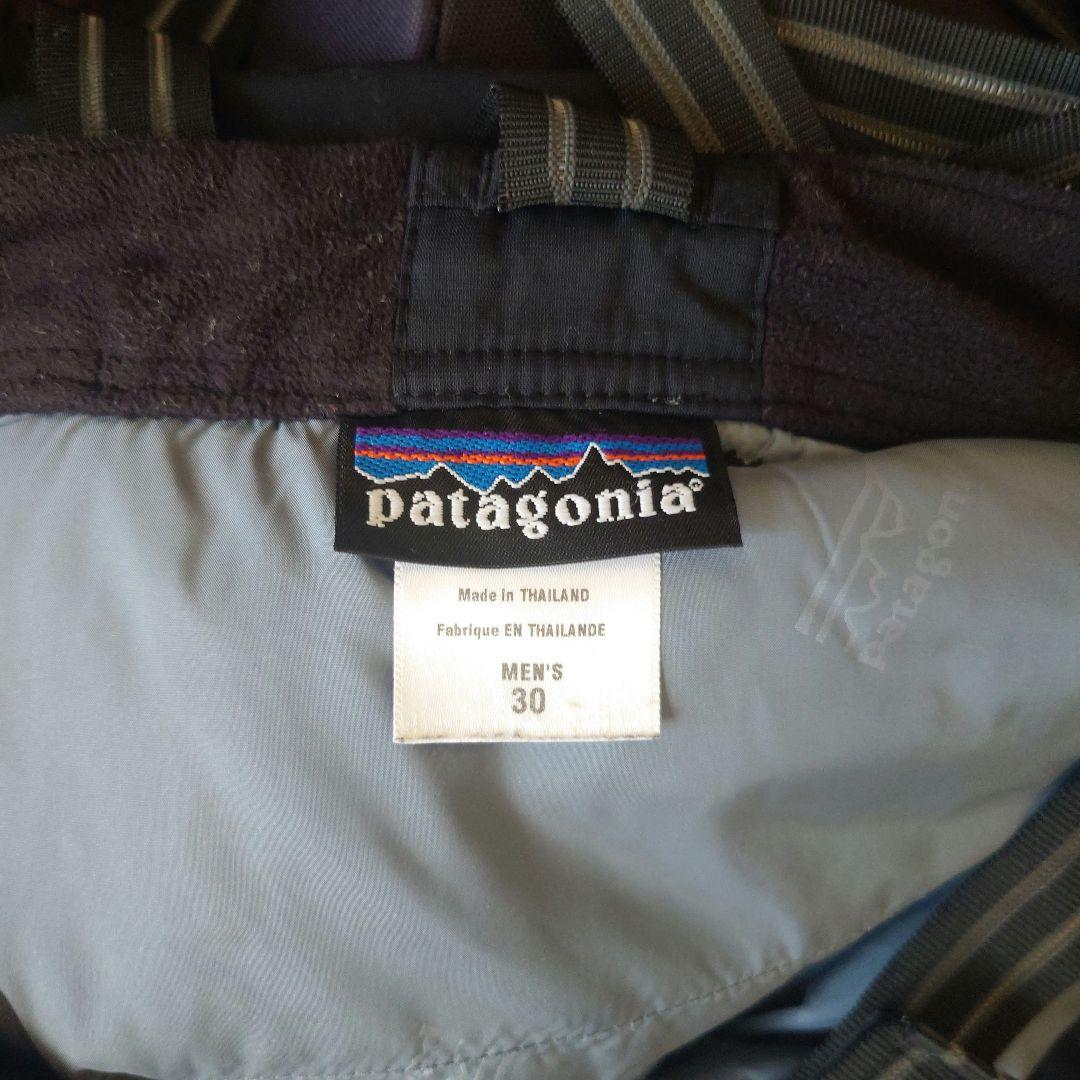 patagonia®
Made in THAILAND
Fabrique EN THAILANDE
MEN'S
30
patagon